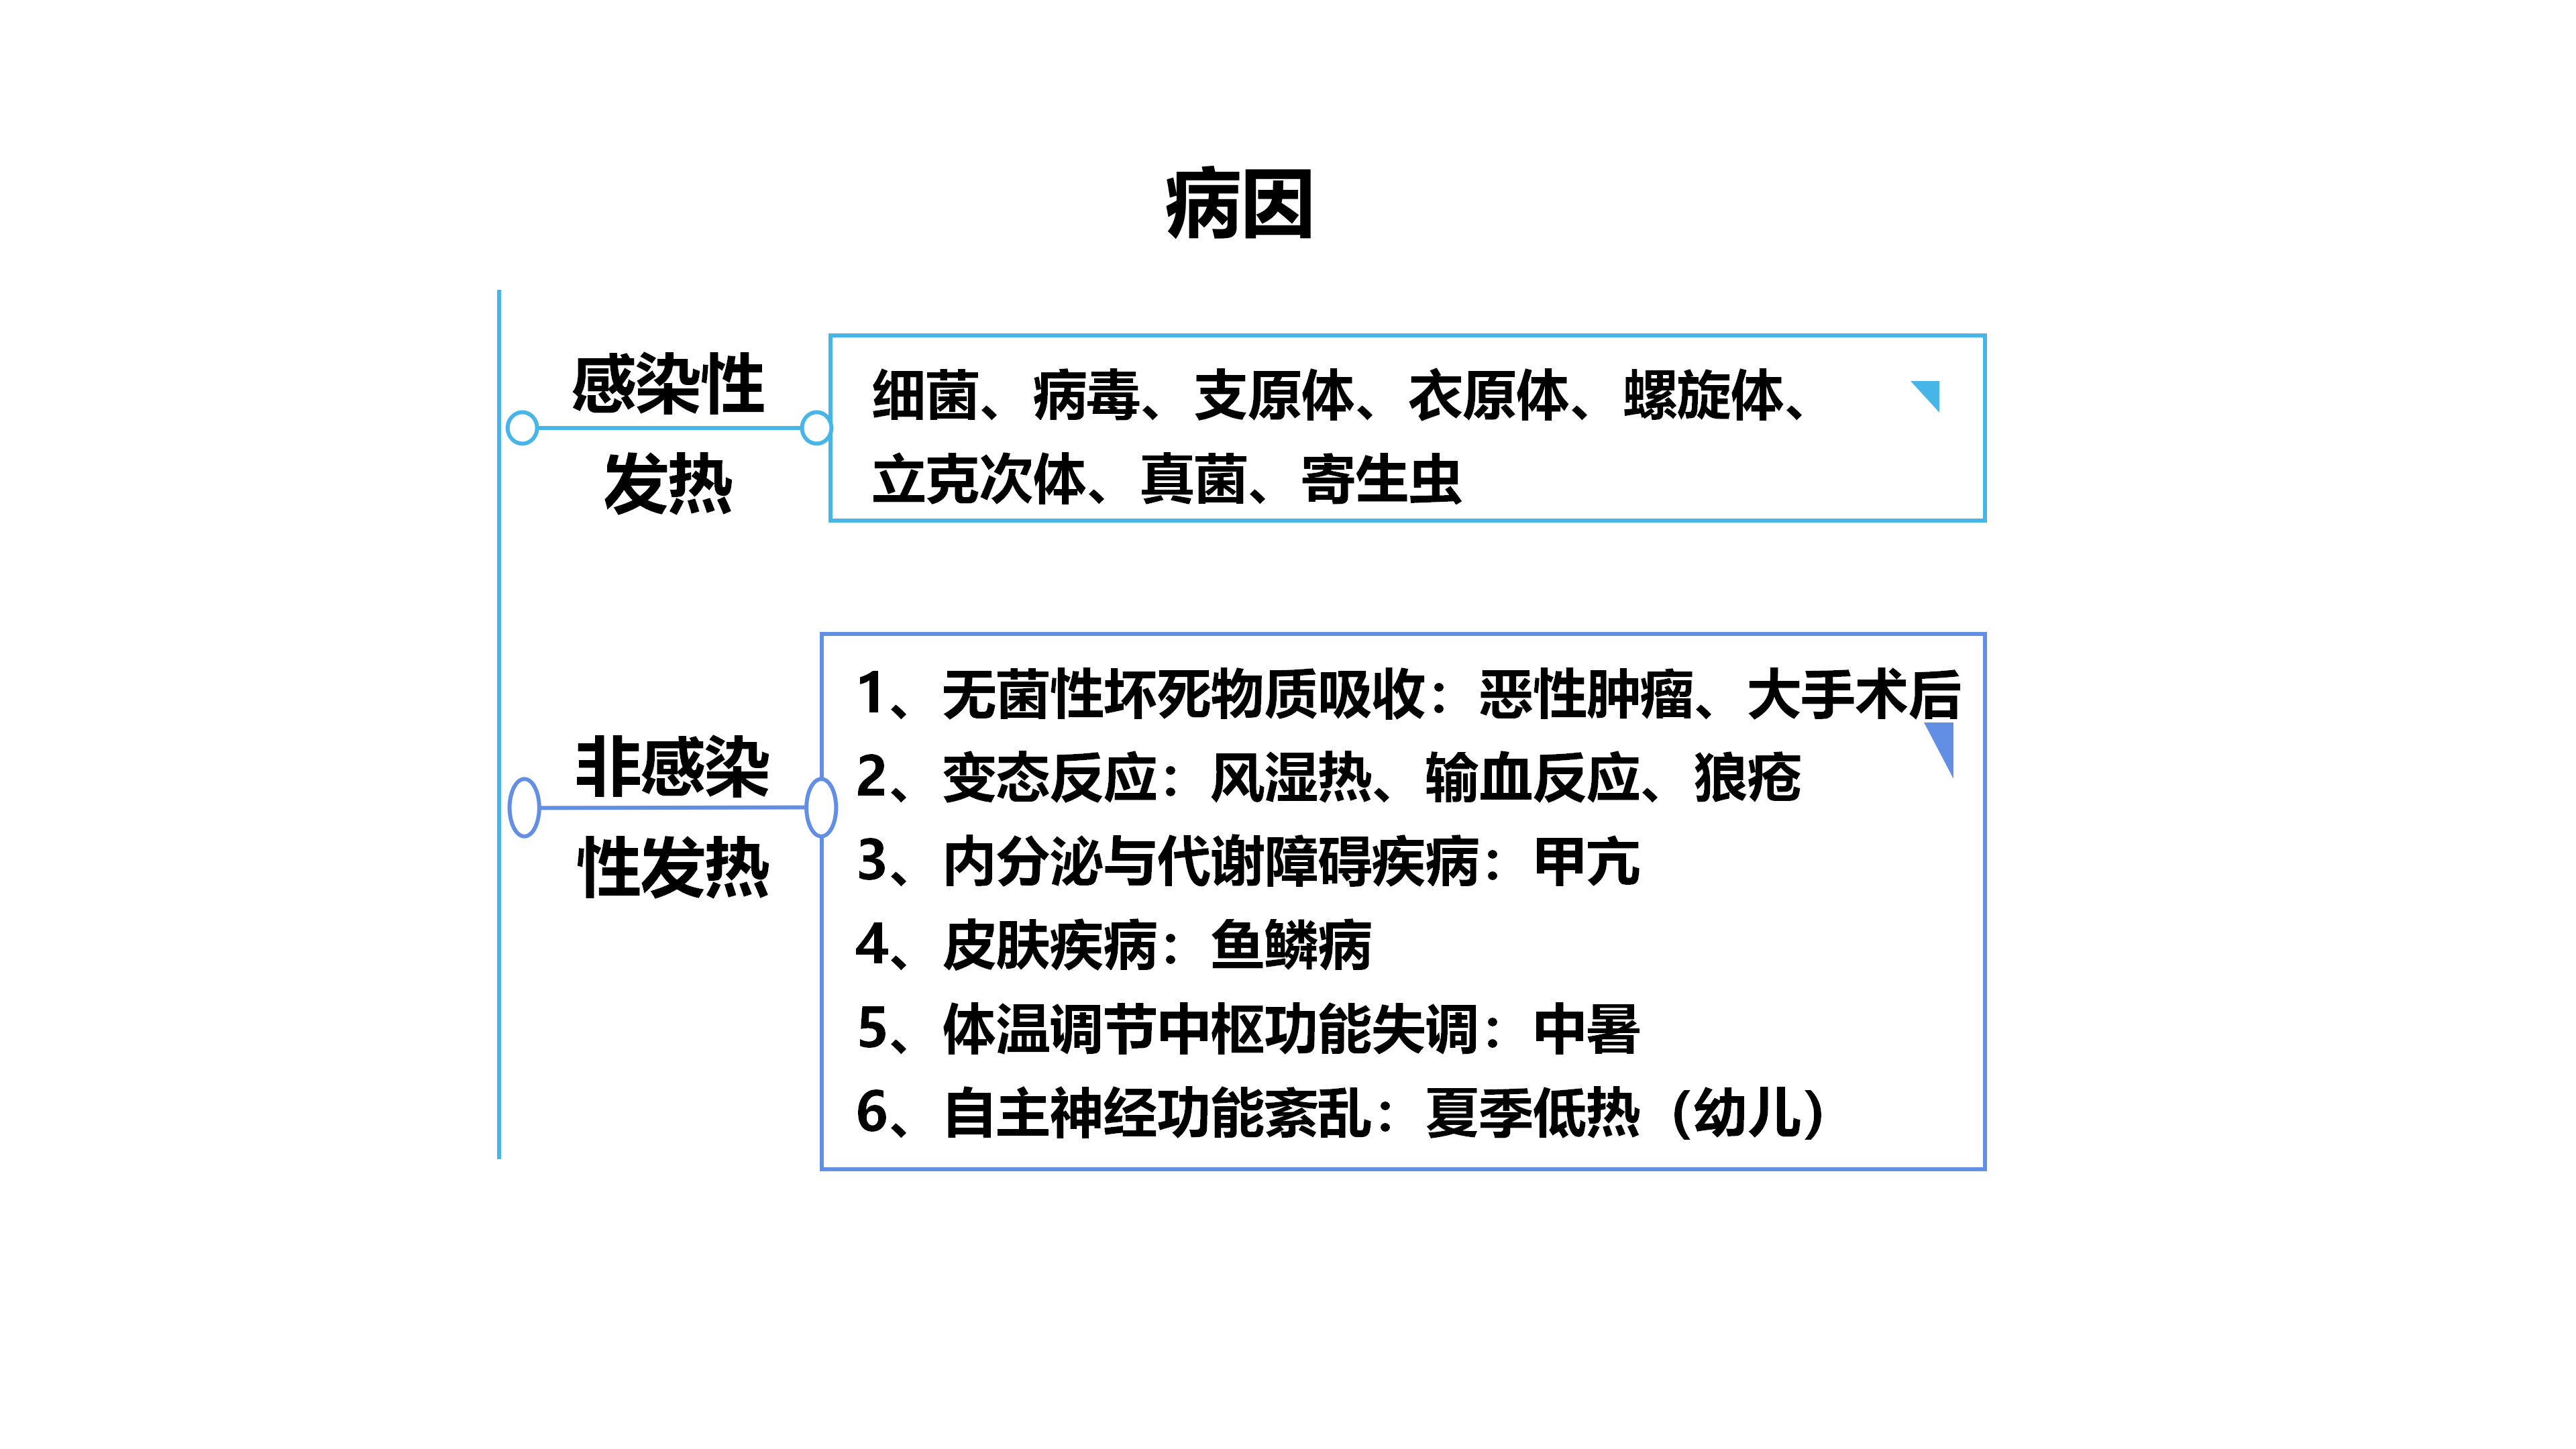 病因
感染性
发热
细菌、病毒、支原体、衣原体、螺旋体、
立克次体、真菌、寄生虫
非感染
性发热
1、无菌性坏死物质吸收：恶性肿瘤、大手术后
2、变态反应：风湿热、输血反应、狼疮
3、内分泌与代谢障碍疾病：甲亢
4、皮肤疾病：鱼鳞病
5、体温调节中枢功能失调：中暑
6、自主神经功能紊乱：夏季低热（幼儿）